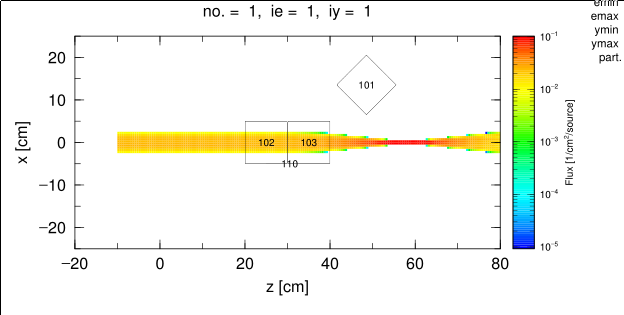 no. = 1, ie = 1, iy = 1
emin
emax
ymin
ymax
part.
20
10
0
−10
−20
x [cm]
101
102
103
110
−20
0
20
40
60
80
z [cm]
10^-1
10^-2
10^-3
10^-4
10^-5
Flux [1/cm²/source]